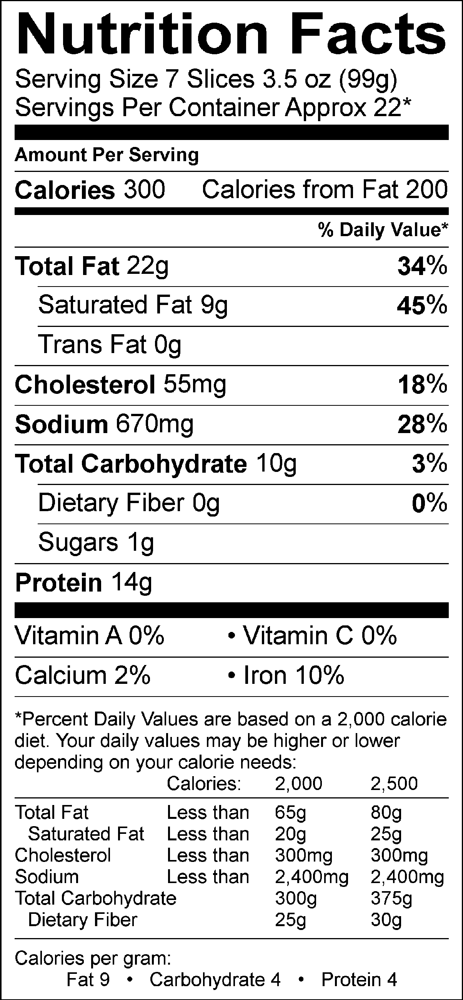 Nutrition Facts
Serving Size 7 Slices 3.5 oz (99g)
Servings Per Container Approx 22*
Amount Per Serving
Calories 300 Calories from Fat 200
% Daily Value*
Total Fat 22g 34%
Saturated Fat 9g 45%
Trans Fat 0g
Cholesterol 55mg 18%
Sodium 670mg 28%
Total Carbohydrate 10g 3%
Dietary Fiber 0g 0%
Sugars 1g
Protein 14g
Vitamin A 0% • Vitamin C 0%
Calcium 2% • Iron 10%
*Percent Daily Values are based on a 2,000 calorie
diet. Your daily values may be higher or lower
depending on your calorie needs:
Calories: 2,000 2,500
Total Fat Less than 65g 80g
Saturated Fat Less than 20g 25g
Cholesterol Less than 300mg 300mg
Sodium Less than 2,400mg 2,400mg
Total Carbohydrate 300g 375g
Dietary Fiber 25g 30g
Calories per gram:
Fat 9 • Carbohydrate 4 • Protein 4